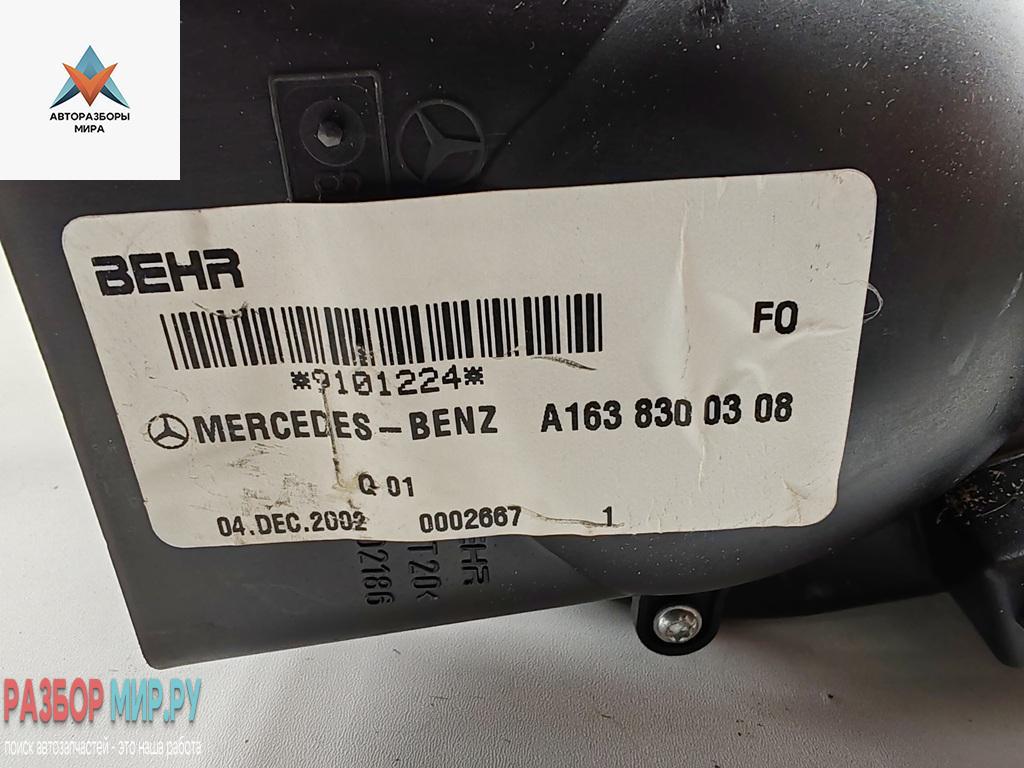 АВТОРАЗБОРЫ
МИРА
BEHR
FO
*9101224*
MERCEDES-BENZ A163 830 03 08
Q 01
04.DEC.2002 0002667 1
T20<
02186
РАЗБОР МИР.РУ
поиск автозапчастей - это наша работа